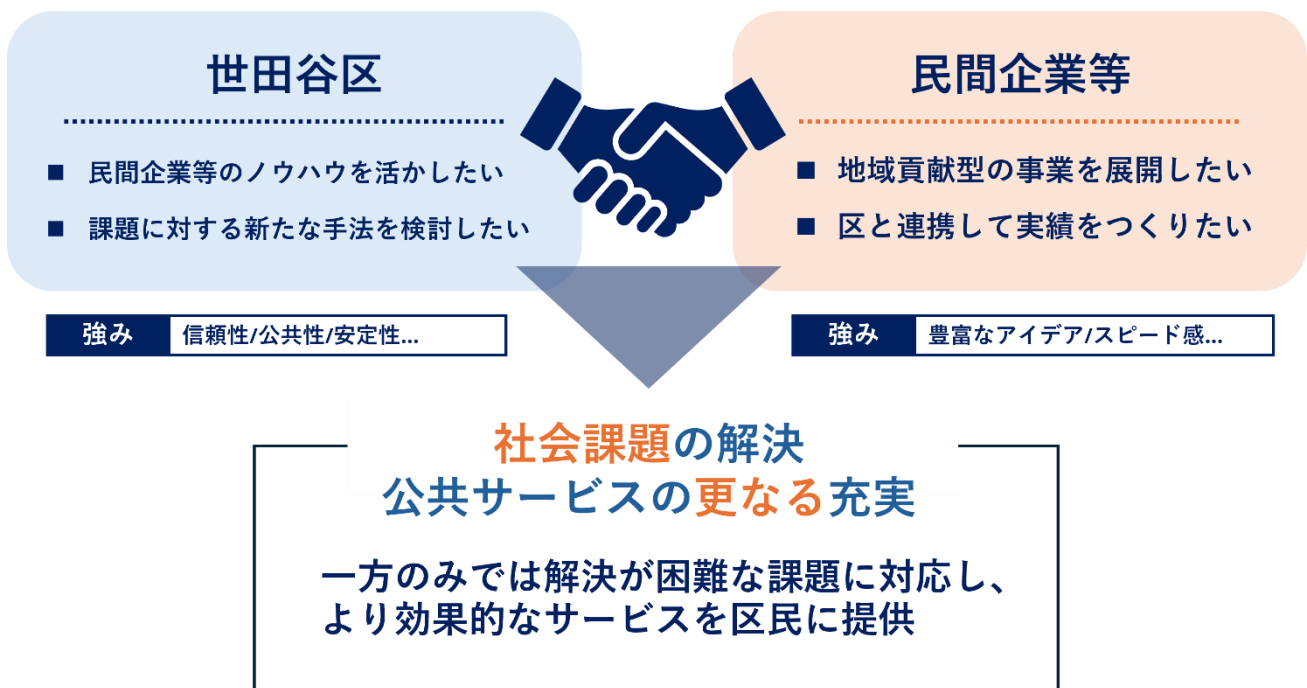 世田谷区
■ 民間企業等のノウハウを活かしたい
■ 課題に対する新たな手法を検討したい
強み 信頼性/公共性/安定性...
民間企業等
■ 地域貢献型の事業を展開したい
■ 区と連携して実績をつくりたい
強み 豊富なアイデア/スピード感...
社会課題の解決
公共サービスの更なる充実
一方のみでは解決が困難な課題に対応し、
より効果的なサービスを区民に提供